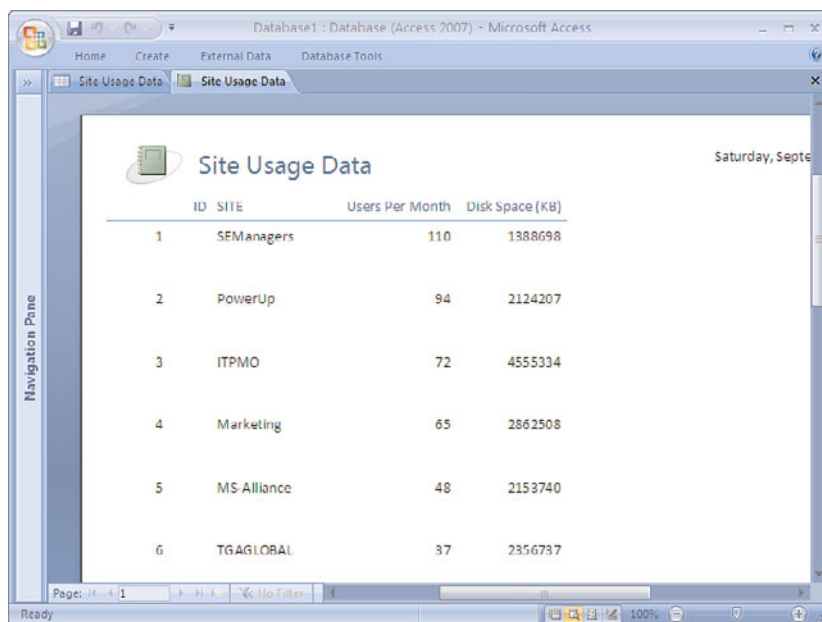 Database1 : Database (Access 2007) - Microsoft Access
Home Create External Data Database Tools
Site Usage Data Site Usage Data
Site Usage Data
Saturday, Septe
ID SITE Users Per Month Disk Space (KB)
1 SEManagers 110 1388698
2 PowerUp 94 2124207
3 ITPMO 72 4555334
4 Marketing 65 2862508
5 MS-Alliance 48 2153740
6 TGAGLOBAL 37 2356737
Navigation Pane
Page: 1 No Filter
Ready 100%